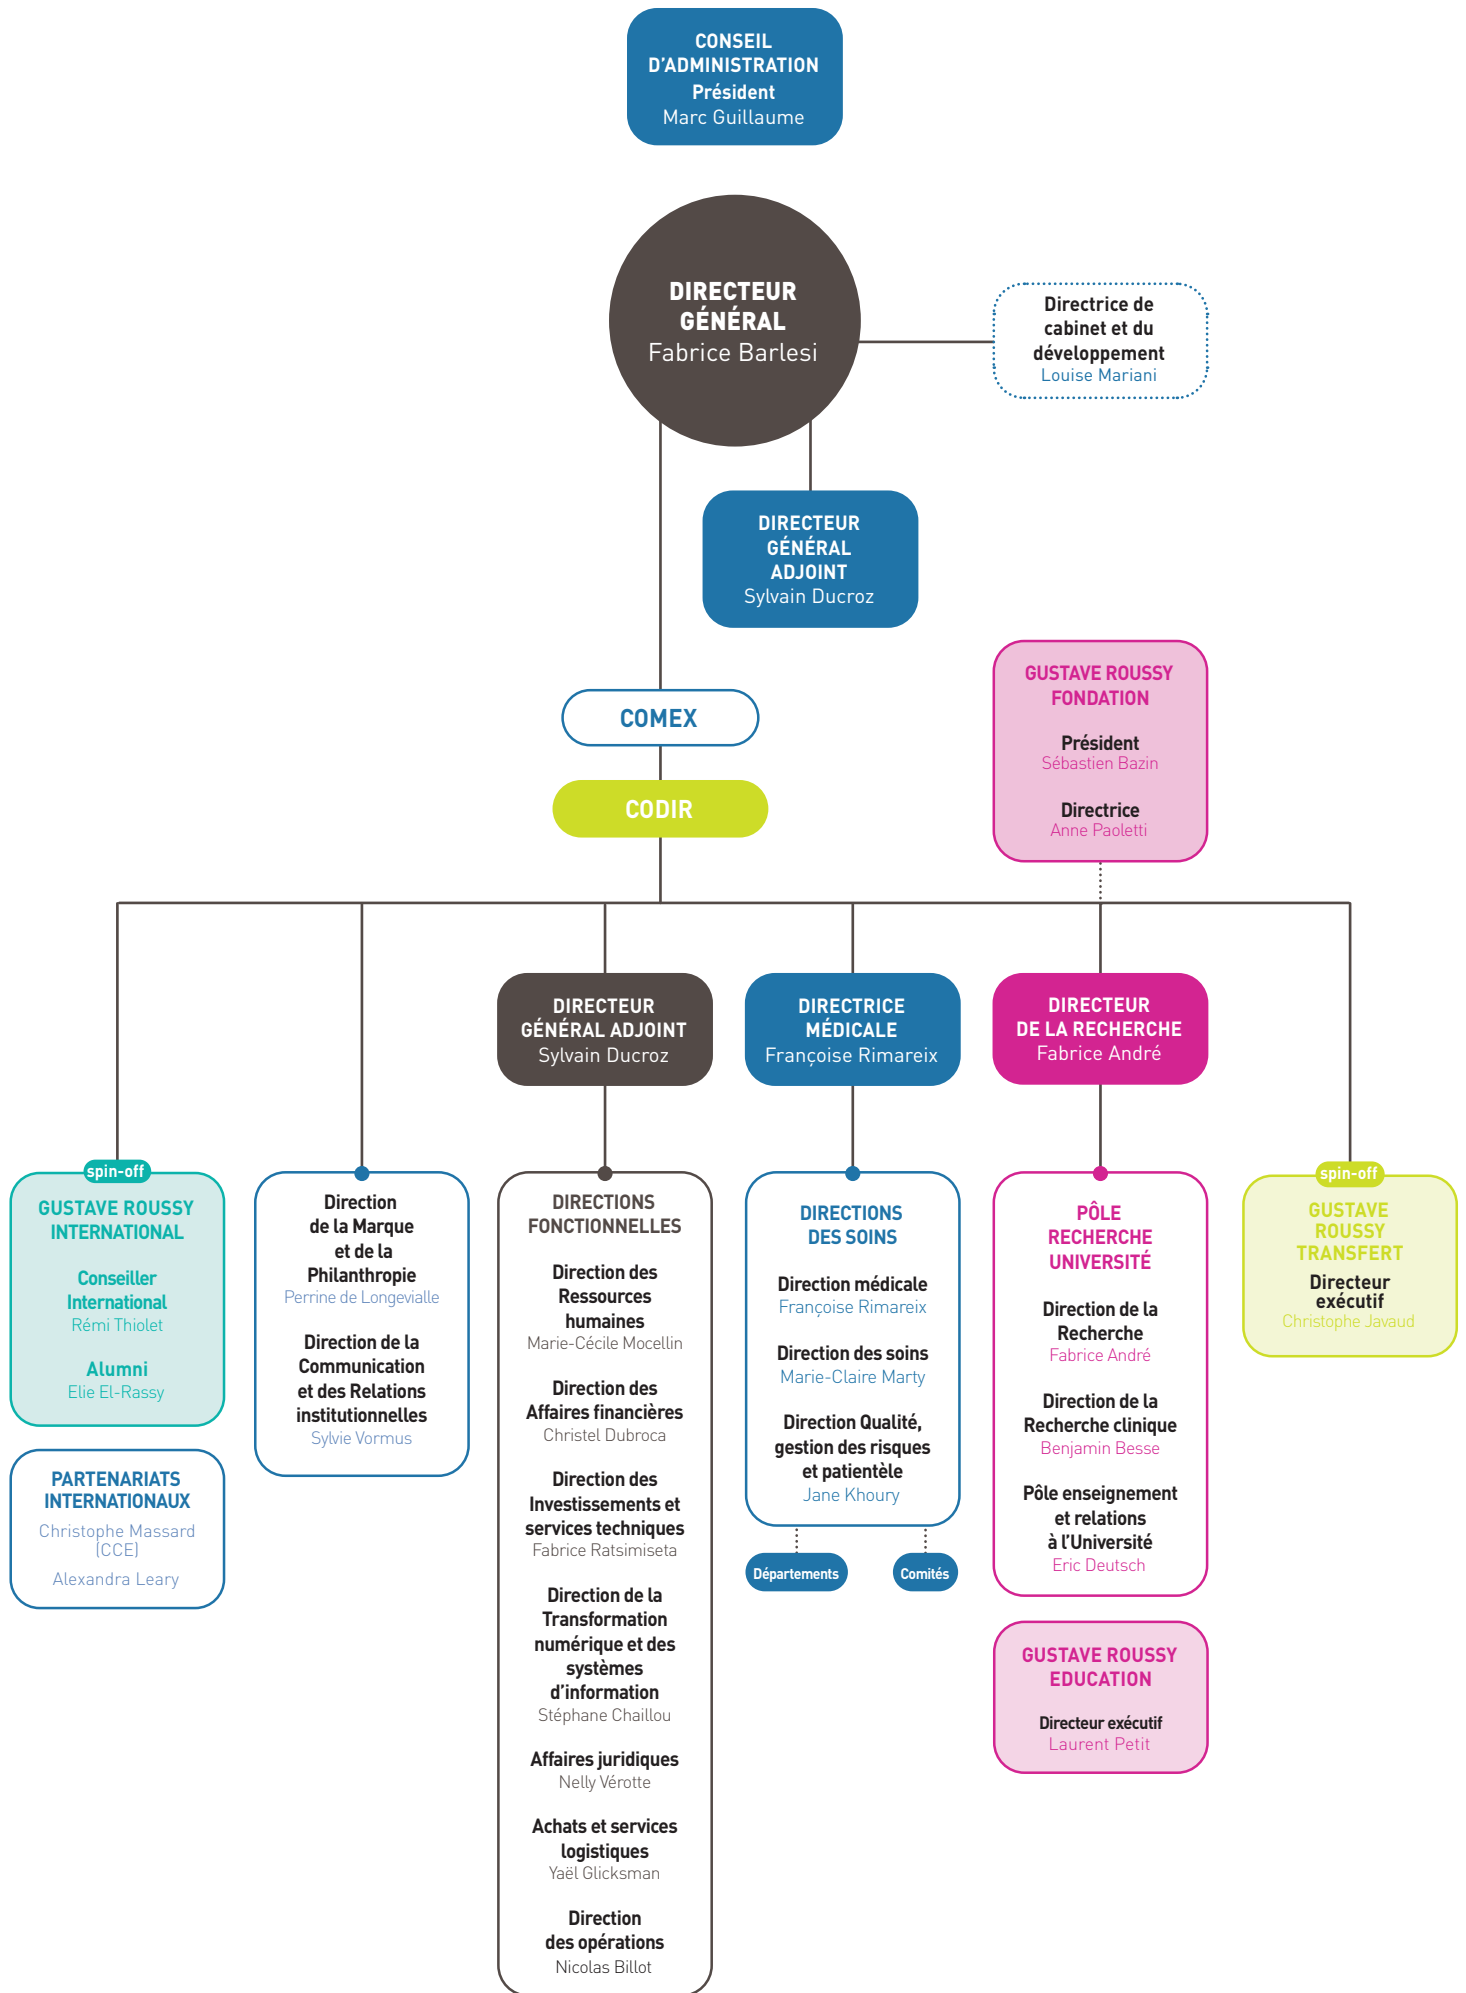 CONSEIL
D'ADMINISTRATION
Président
Marc Guillaume
DIRECTEUR
GÉNÉRAL
Fabrice Barlesi
Directrice de
cabinet et du
développement
Louise Mariani
DIRECTEUR
GÉNÉRAL
ADJOINT
Sylvain Ducroz
GUSTAVE ROUSSY
FONDATION
Président
Sébastien Bazin
Directrice
Anne Paoletti
COMEX
CODIR
DIRECTEUR
GÉNÉRAL ADJOINT
Sylvain Ducroz
DIRECTRICE
MÉDICALE
Françoise Rimareix
DIRECTEUR
DE LA RECHERCHE
Fabrice André
spin-off
GUSTAVE ROUSSY
INTERNATIONAL
Conseiller
International
Rémi Thiolet
Alumni
Elie El-Rassy
PARTENARIATS
INTERNATIONAUX
Christophe Massard
(CCE)
Alexandra Leary
Direction
de la Marque
et de la
Philanthropie
Perrine de Longevialle
Direction de la
Communication
et des Relations
institutionnelles
Sylvie Vormus
DIRECTIONS
FONCTIONNELLES
Direction des
Ressources
humaines
Marie-Cécile Mocellin
Direction des
Affaires financières
Christel Dubroca
Direction des
Investissements et
services techniques
Fabrice Ratsimiseta
Direction de la
Transformation
numérique et des
systèmes
d'information
Stéphane Chaillou
Affaires juridiques
Nelly Vérotte
Achats et services
logistiques
Yaël Glicksman
Direction
des opérations
Nicolas Billot
DIRECTIONS
DES SOINS
Direction médicale
Françoise Rimareix
Direction des soins
Marie-Claire Marty
Direction Qualité,
gestion des risques
et patientèle
Jane Khoury
Départements
Comités
PÔLE
RECHERCHE
UNIVERSITÉ
Direction de la
Recherche
Fabrice André
Direction de la
Recherche clinique
Benjamin Besse
Pôle enseignement
et relations
à l'Université
Eric Deutsch
GUSTAVE ROUSSY
EDUCATION
Directeur exécutif
Laurent Petit
spin-off
GUSTAVE
ROUSSY
TRANSFERT
Directeur
exécutif
Christophe Javaud